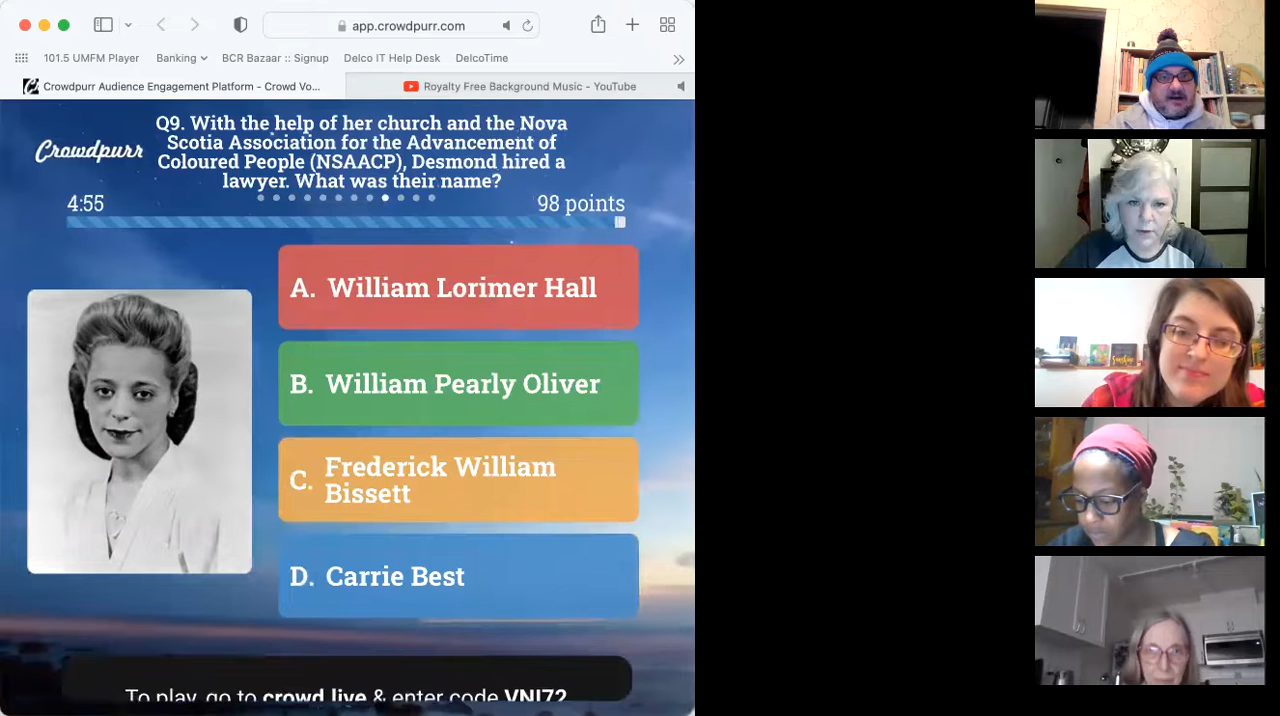 app.crowdpurr.com
101.5 UMFM Player Banking BCR Bazaar :: Signup Delco IT Help Desk DelcoTime
Crowdpurr Audience Engagement Platform - Crowd Vo... Royalty Free Background Music - YouTube
Crowdpurr
Q9. With the help of her church and the Nova
Scotia Association for the Advancement of
Coloured People (NSAACP), Desmond hired a
lawyer. What was their name?
4:55 98 points
A. William Lorimer Hall
B. William Pearly Oliver
C. Frederick William
Bissett
D. Carrie Best
To play, go to crowd.live & enter code VNJ72
sunshine